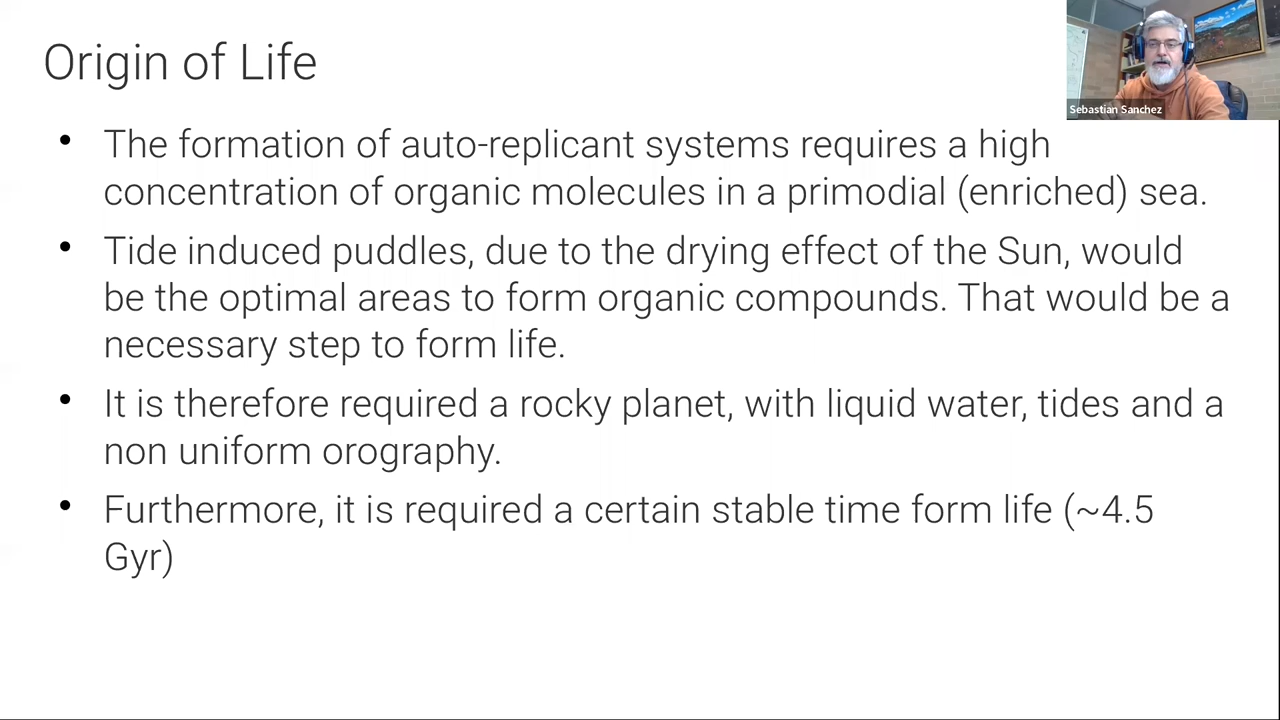 Origin of Life
Sebastian Sanchez
• The formation of auto-replicant systems requires a high
concentration of organic molecules in a primodial (enriched) sea.
• Tide induced puddles, due to the drying effect of the Sun, would
be the optimal areas to form organic compounds. That would be a
necessary step to form life.
• It is therefore required a rocky planet, with liquid water, tides and a
non uniform orography.
• Furthermore, it is required a certain stable time form life (~4.5
Gyr)